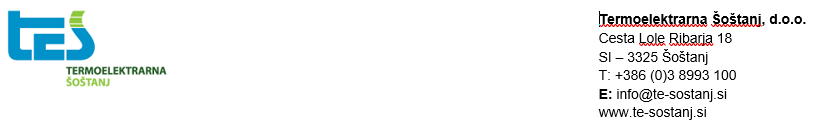 teš
TERMOELEKTRARNA
ŠOŠTANJ
Termoelektrarna Šoštanj, d.o.o.
Cesta Lole Ribarja 18
SI – 3325 Šoštanj
T: +386 (0)3 8993 100
E: info@te-sostanj.si
www.te-sostanj.si